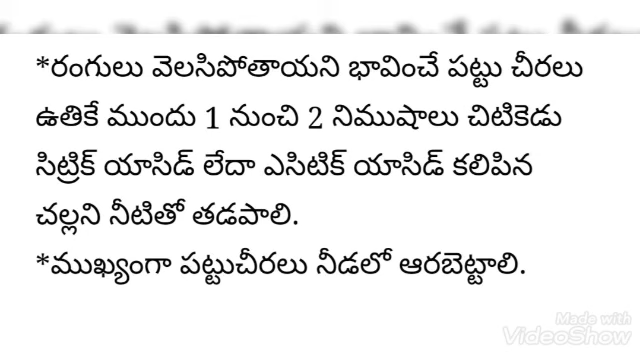 *రంగులు వెలసిపోతాయని భావించే పట్టు చీరలు
ఉతికే ముందు 1 నుంచి 2 నిముషాలు చిటికెడు
సిట్రిక్ యాసిడ్ లేదా ఎసిటిక్ యాసిడ్ కలిపిన
చల్లని నీటితో తడపాలి.
*ముఖ్యంగా పట్టుచీరలు నీడలో ఆరబెట్టాలి.
Made with
VideoShow